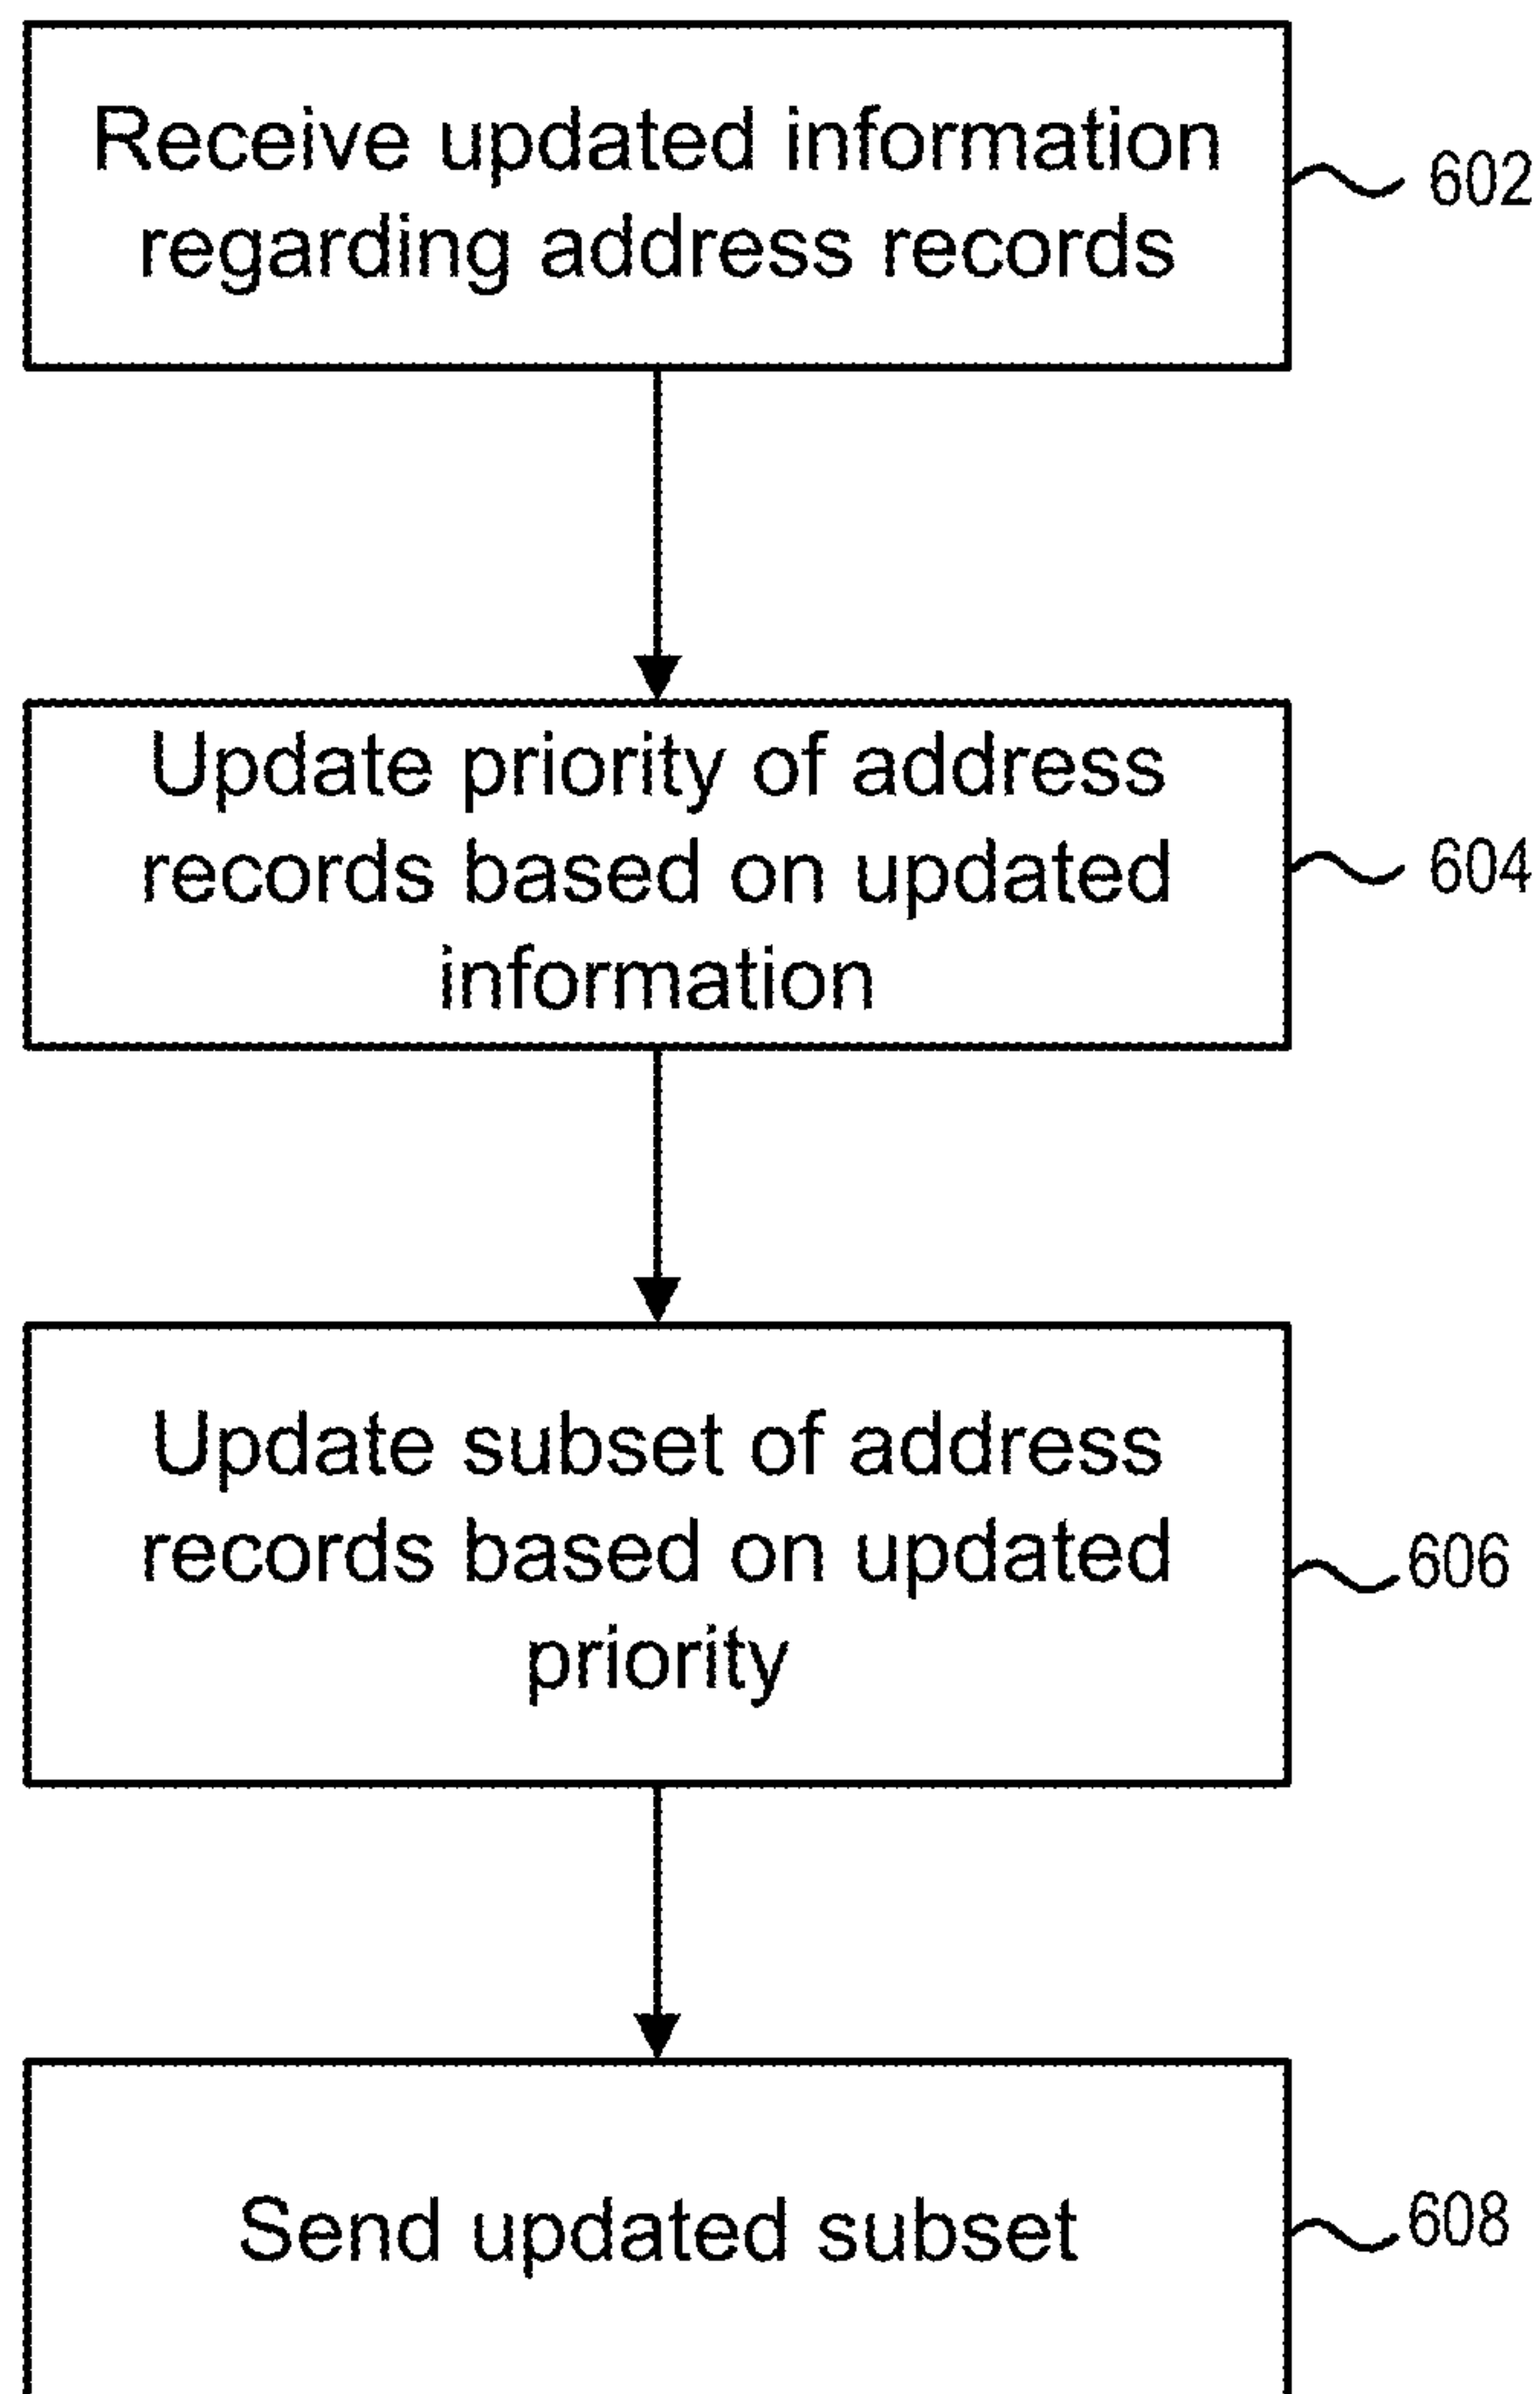 Receive updated information
regarding address records
602
Update priority of address
records based on updated
information
604
Update subset of address
records based on updated
priority
606
Send updated subset
608